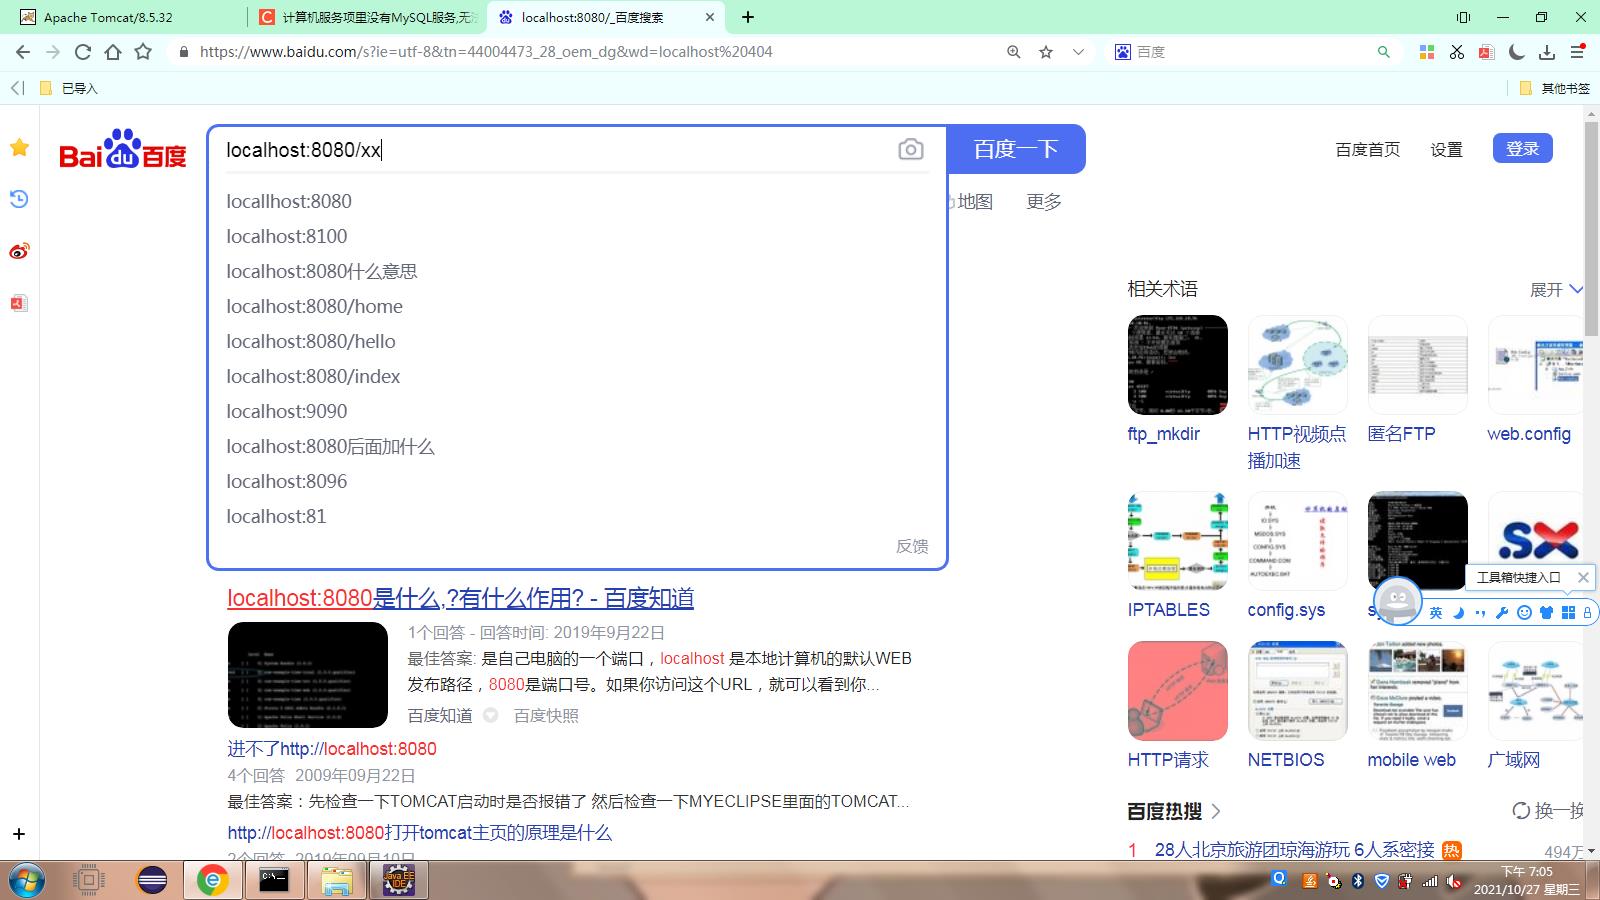 Apache Tomcat/8.5.32
计算机服务项里没有MySQL服务,无
localhost:8080/_百度搜索
https://www.baidu.com/s?ie=utf-8&tn=44004473_28_oem_dg&wd=localhost%20404
百度
已导入
其他书签
Bai du 百度
localhost:8080/xx
百度一下
百度首页
设置
登录
locallhost:8080
地图
更多
localhost:8100
localhost:8080什么意思
localhost:8080/home
localhost:8080/hello
localhost:8080/index
localhost:9090
localhost:8080后面加什么
localhost:8096
localhost:81
反馈
localhost:8080是什么,?有什么作用? - 百度知道
1个回答 - 回答时间: 2019年9月22日
最佳答案: 是自己电脑的一个端口，localhost 是本地计算机的默认WEB
发布路径，8080是端口号。如果你访问这个URL，就可以看到你...
百度知道
百度快照
进不了http://localhost:8080
4个回答 2009年09月22日
最佳答案：先检查一下TOMCAT启动时是否报错了 然后检查一下MYECLIPSE里面的TOMCAT...
http://localhost:8080打开tomcat主页的原理是什么
2个回答 2019年09月10日
相关术语
展开
ftp_mkdir
HTTP视频点
播加速
匿名FTP
web.config
IO.SYS
MSDOS.SYS
CONFIG.SYS
COMMAND.COM
AUTOEXEC.BAT
.SX
IPTABLES
config.sys
工具箱快捷入口
英
HTTP请求
NETBIOS
mobile web
广域网
百度热搜
换一换
1 28人北京旅游团琼海游玩 6人系密接 热
494万
Java EE
IDE
下午 7:05
2021/10/27 星期三